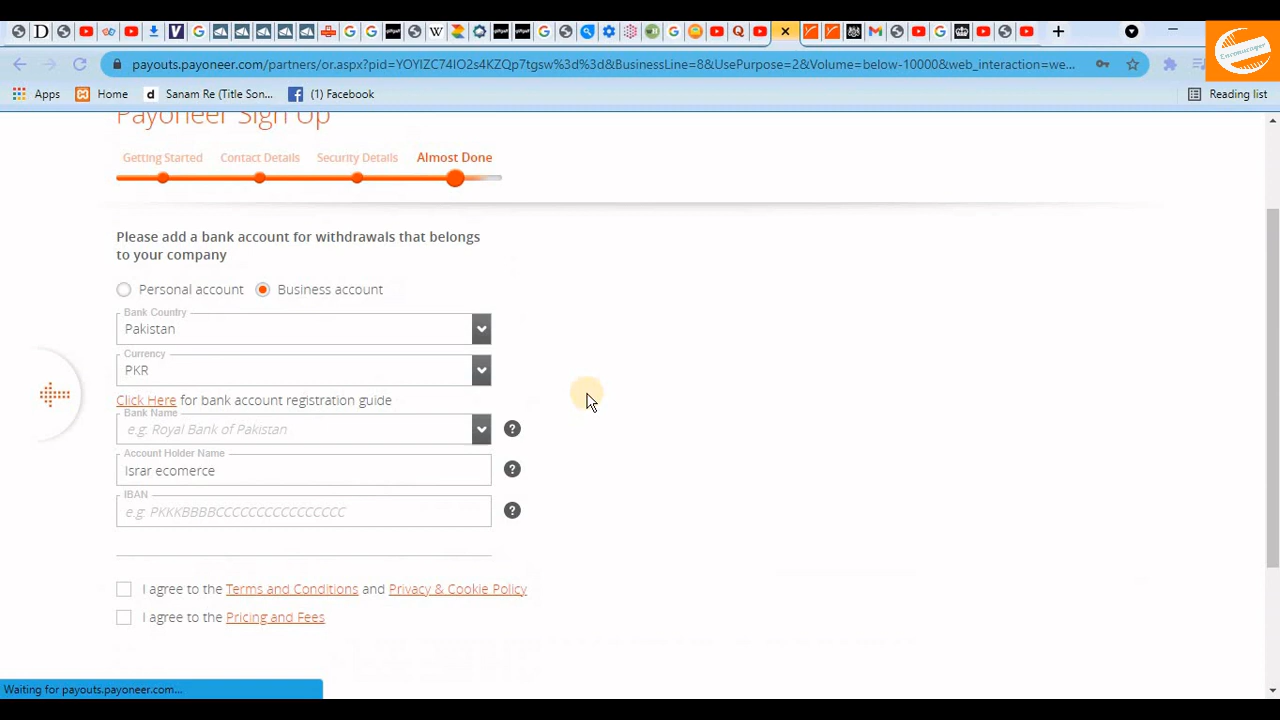 payouts.payoneer.com/partners/or.aspx?pid=YOYIZC74IO2s4KZQp7tgsw%3d%3d&BusinessLine=8&UsePurpose=2&Volume=below-10000&web_interaction=we...
Apps
Home
d Sanam Re (Title Son...
(1) Facebook
Reading list
Encomscoper
Payoneer Sign Up
Getting Started
Contact Details
Security Details
Almost Done
Please add a bank account for withdrawals that belongs
to your company
Personal account
Business account
Bank Country
Pakistan
Currency
PKR
Click Here for bank account registration guide
Bank Name
e.g: Royal Bank of Pakistan
Account Holder Name
Israr ecomerce
IBAN
e.g: PKKKBBBBCCCCCCCCCCCCCCCC
I agree to the Terms and Conditions and Privacy & Cookie Policy
I agree to the Pricing and Fees
Waiting for payouts.payoneer.com...